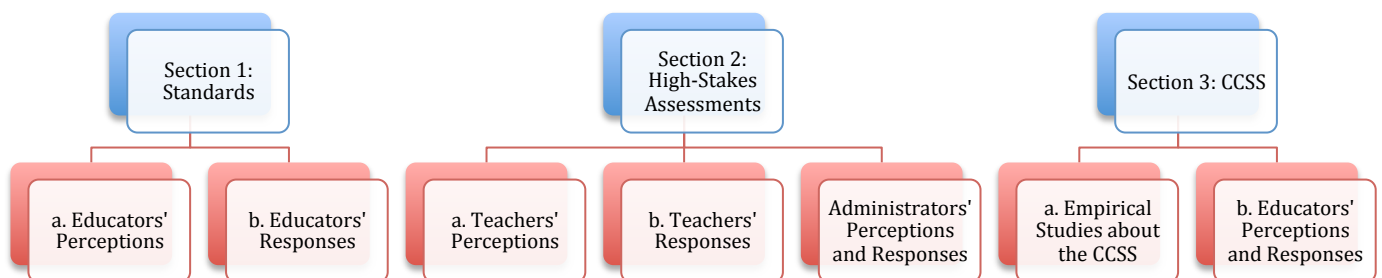 Section 1:
Standards
Section 2:
High-Stakes
Assessments
Section 3: CCSS
a. Educators'
Perceptions
b. Educators'
Responses
a. Teachers'
Perceptions
b. Teachers'
Responses
Administrators'
Perceptions
and Responses
a. Empirical
Studies about
the CCSS
b. Educators'
Perceptions
and Responses